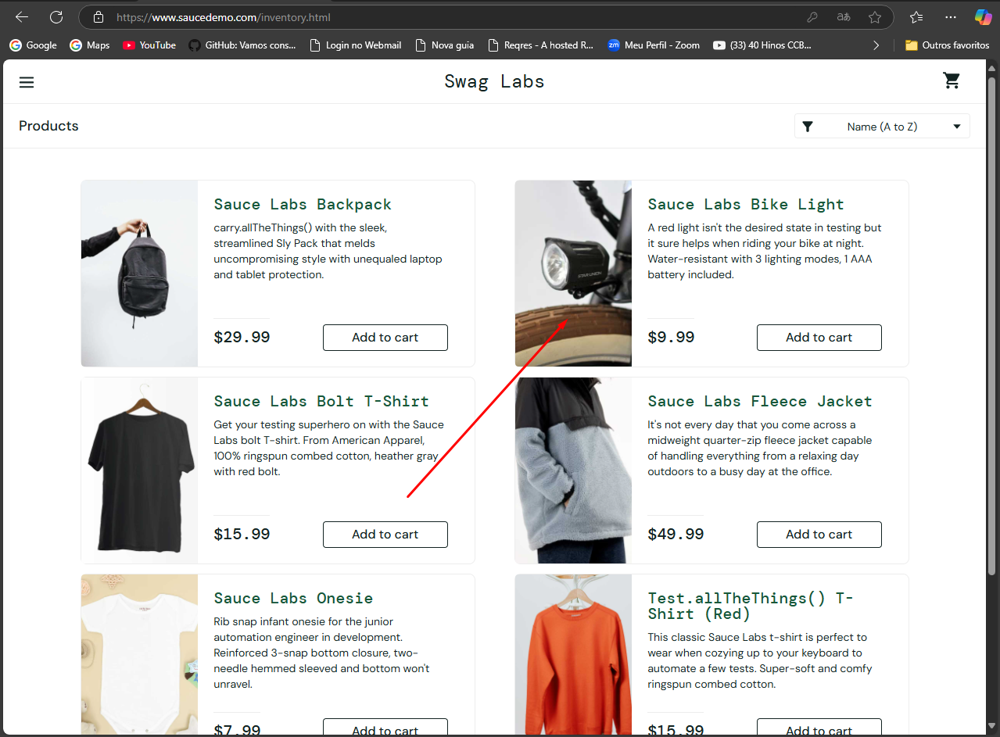 https://www.saucedemo.com/inventory.html
aあ
Google
Maps
YouTube
GitHub: Vamos cons...
Login no Webmail
Nova guia
Reqres - A hosted R...
zm
Meu Perfil - Zoom
(33) 40 Hinos CCB...
Outros favoritos
Swag Labs
Products
Name (A to Z)
Sauce Labs Backpack
carry.allTheThings() with the sleek,
streamlined Sly Pack that melds
uncompromising style with unequaled laptop
and tablet protection.
$29.99
Add to cart
Sauce Labs Bike Light
A red light isn't the desired state in testing but
it sure helps when riding your bike at night.
Water-resistant with 3 lighting modes, 1 AAA
battery included.
STAR UNION
$9.99
Add to cart
Sauce Labs Bolt T-Shirt
Get your testing superhero on with the Sauce
Labs bolt T-shirt. From American Apparel,
100% ringspun combed cotton, heather gray
with red bolt.
$15.99
Add to cart
Sauce Labs Fleece Jacket
It's not every day that you come across a
midweight quarter-zip fleece jacket capable
of handling everything from a relaxing day
outdoors to a busy day at the office.
$49.99
Add to cart
Sauce Labs Onesie
Rib snap infant onesie for the junior
automation engineer in development.
Reinforced 3-snap bottom closure, two-
needle hemmed sleeved and bottom won't
unravel.
$7.99
Add to cart
Test.allTheThings() T-
Shirt (Red)
This classic Sauce Labs t-shirt is perfect to
wear when cozying up to your keyboard to
automate a few tests. Super-soft and comfy
ringspun combed cotton.
$15.99
Add to cart